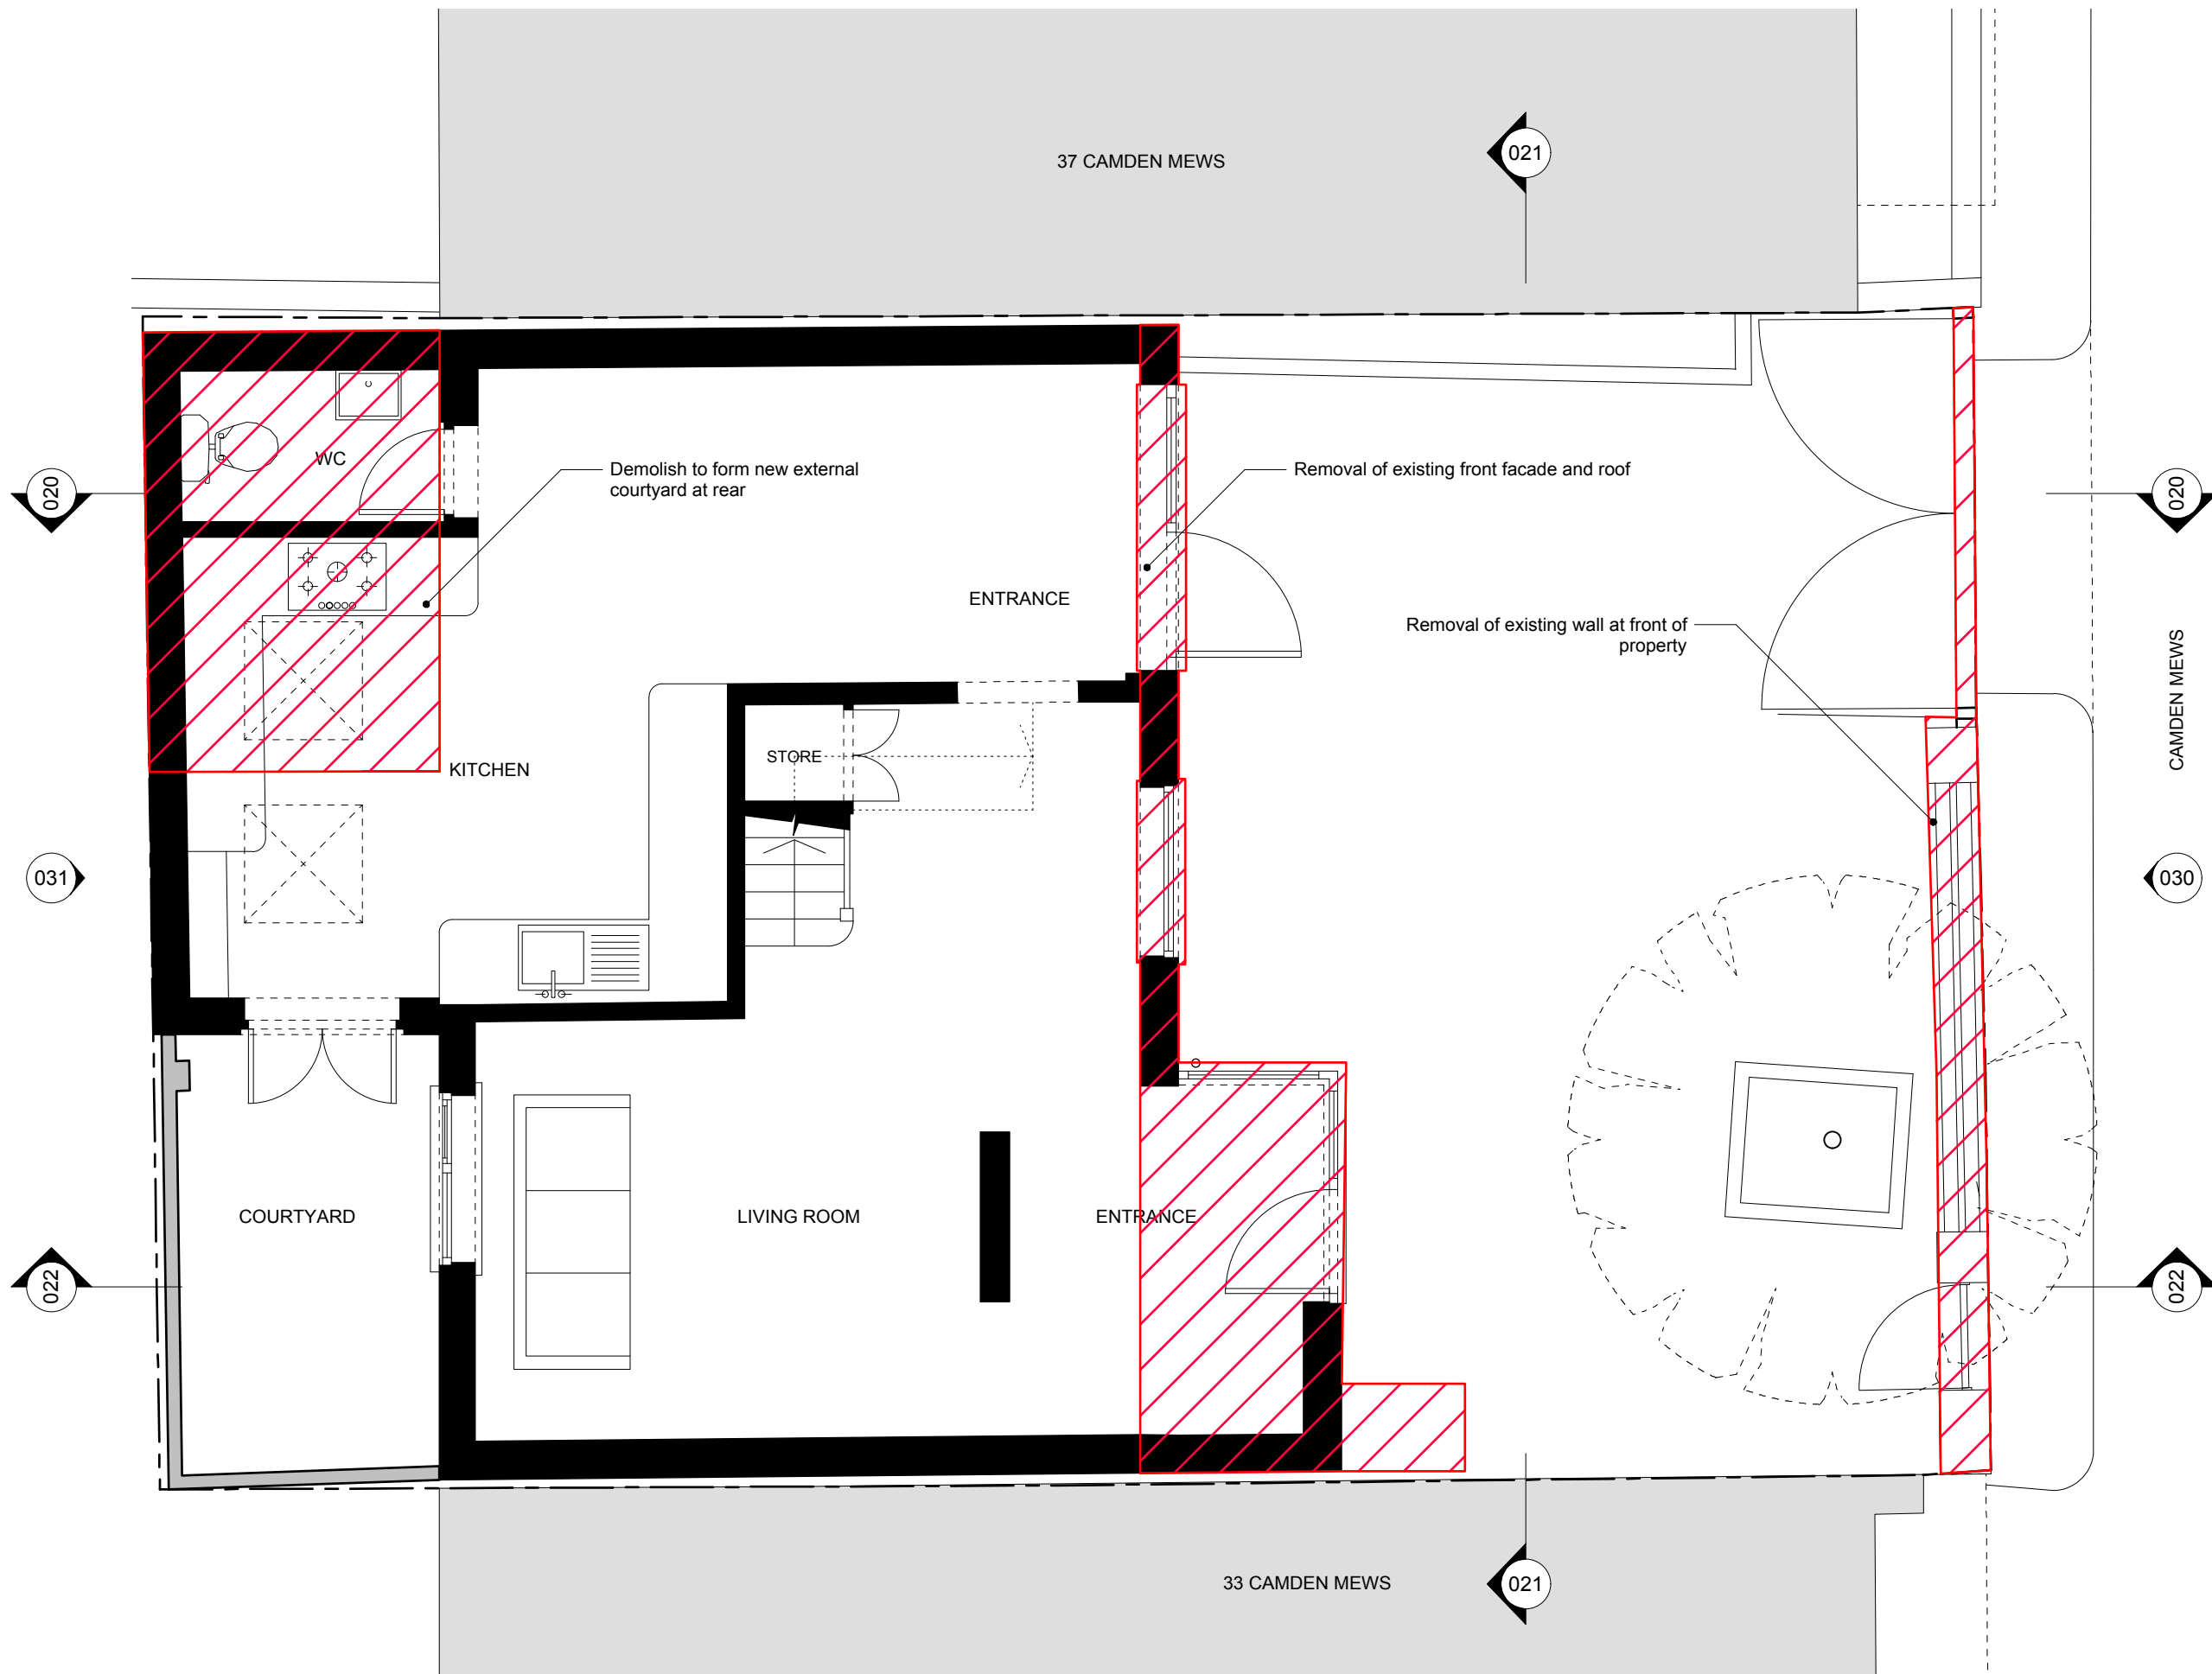 37 CAMDEN MEWS
021
WC
020
Demolish to form new external
courtyard at rear
Removal of existing front facade and roof
020
ENTRANCE
Removal of existing wall at front of
property
CAMDEN MEWS
STORE
KITCHEN
031
030
COURTYARD
LIVING ROOM
ENTRANCE
022
022
33 CAMDEN MEWS
021